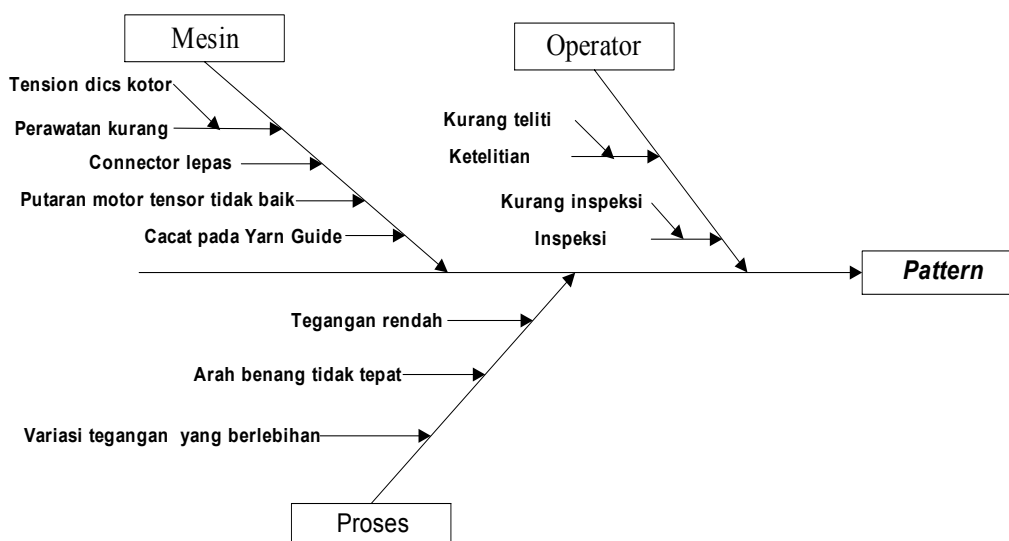 Mesin
Operator
Tension dics kotor
Perawatan kurang
Connector lepas
Putaran motor tensor tidak baik
Cacat pada Yarn Guide
Kurang teliti
Ketelitian
Kurang inspeksi
Inspeksi
Pattern
Tegangan rendah
Arah benang tidak tepat
Variasi tegangan yang berlebihan
Proses